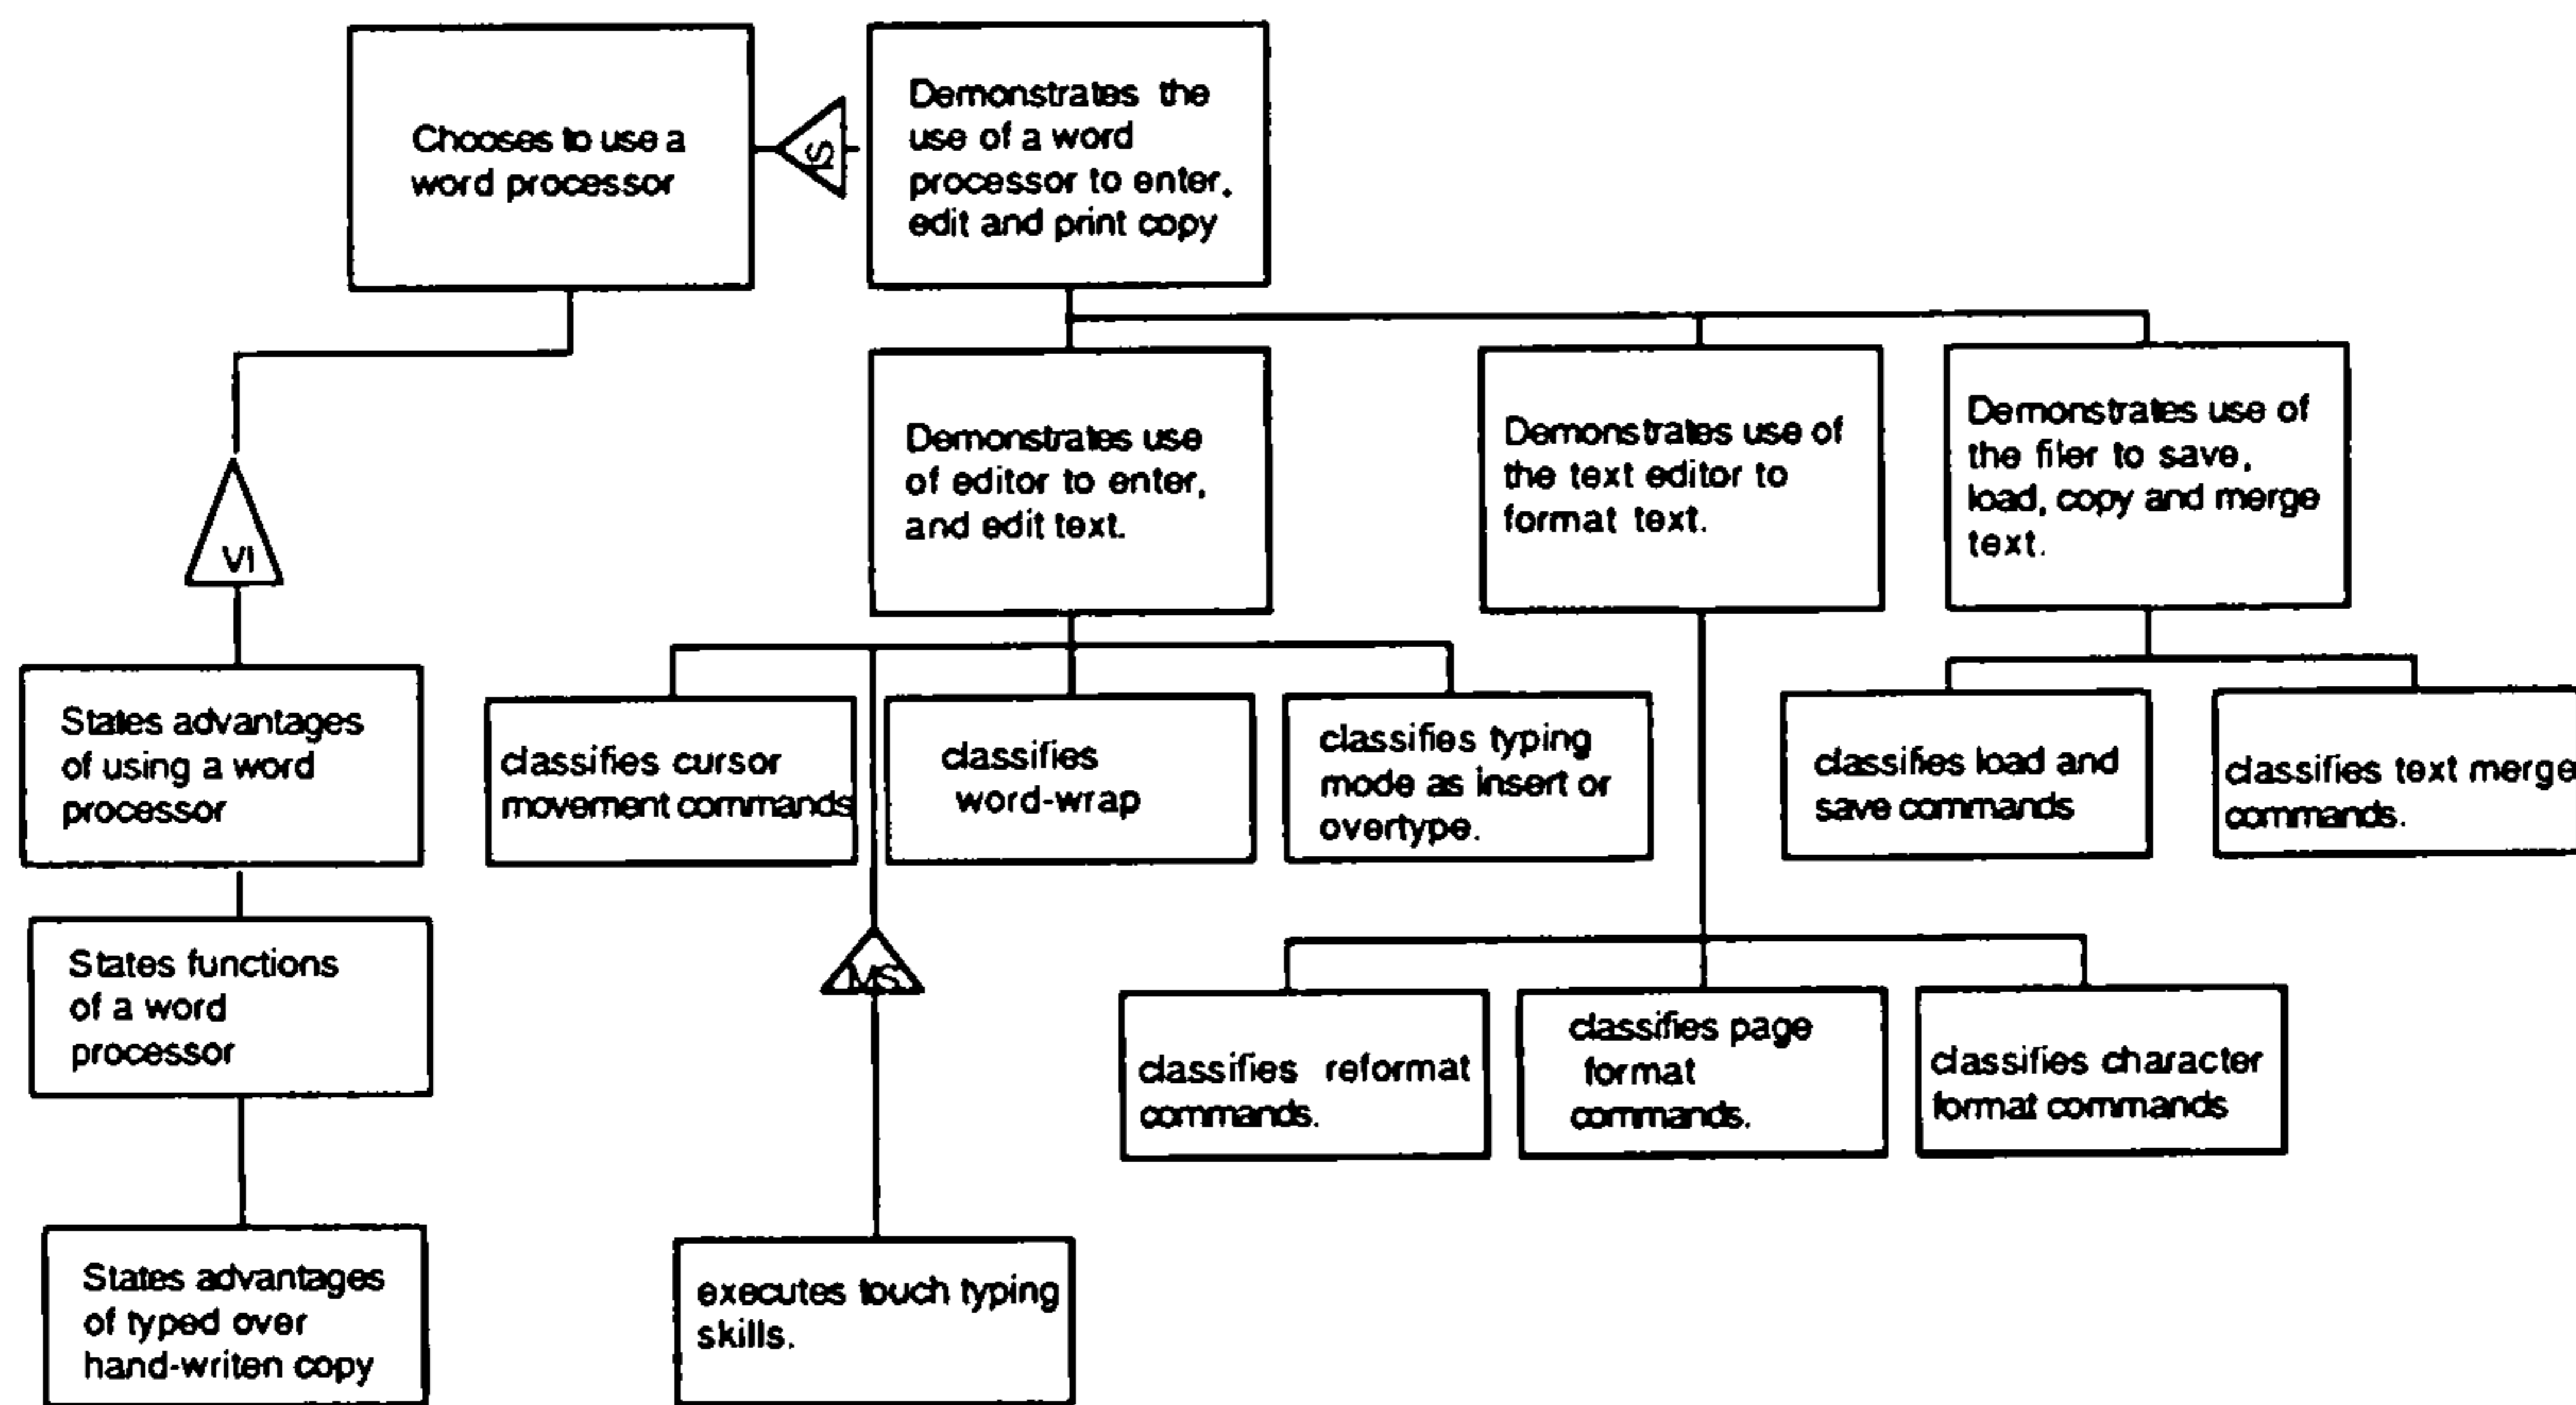 Chooses to use a
word processor
IS
Demonstrates the
use of a word
processor to enter,
edit and print copy
Demonstrates use
of editor to enter,
and edit text.
Demonstrates use of
the text editor to
format text.
Demonstrates use of
the filer to save,
load, copy and merge
text.
VI
States advantages
of using a word
processor
classifies cursor
movement commands
classifies
word-wrap
classifies typing
mode as insert or
overtype.
classifies load and
save commands
classifies text merge
commands.
States functions
of a word
processor
MS
classifies reformat
commands.
classifies page
format
commands.
classifies character
format commands
States advantages
of typed over
hand-writen copy
executes touch typing
skills.